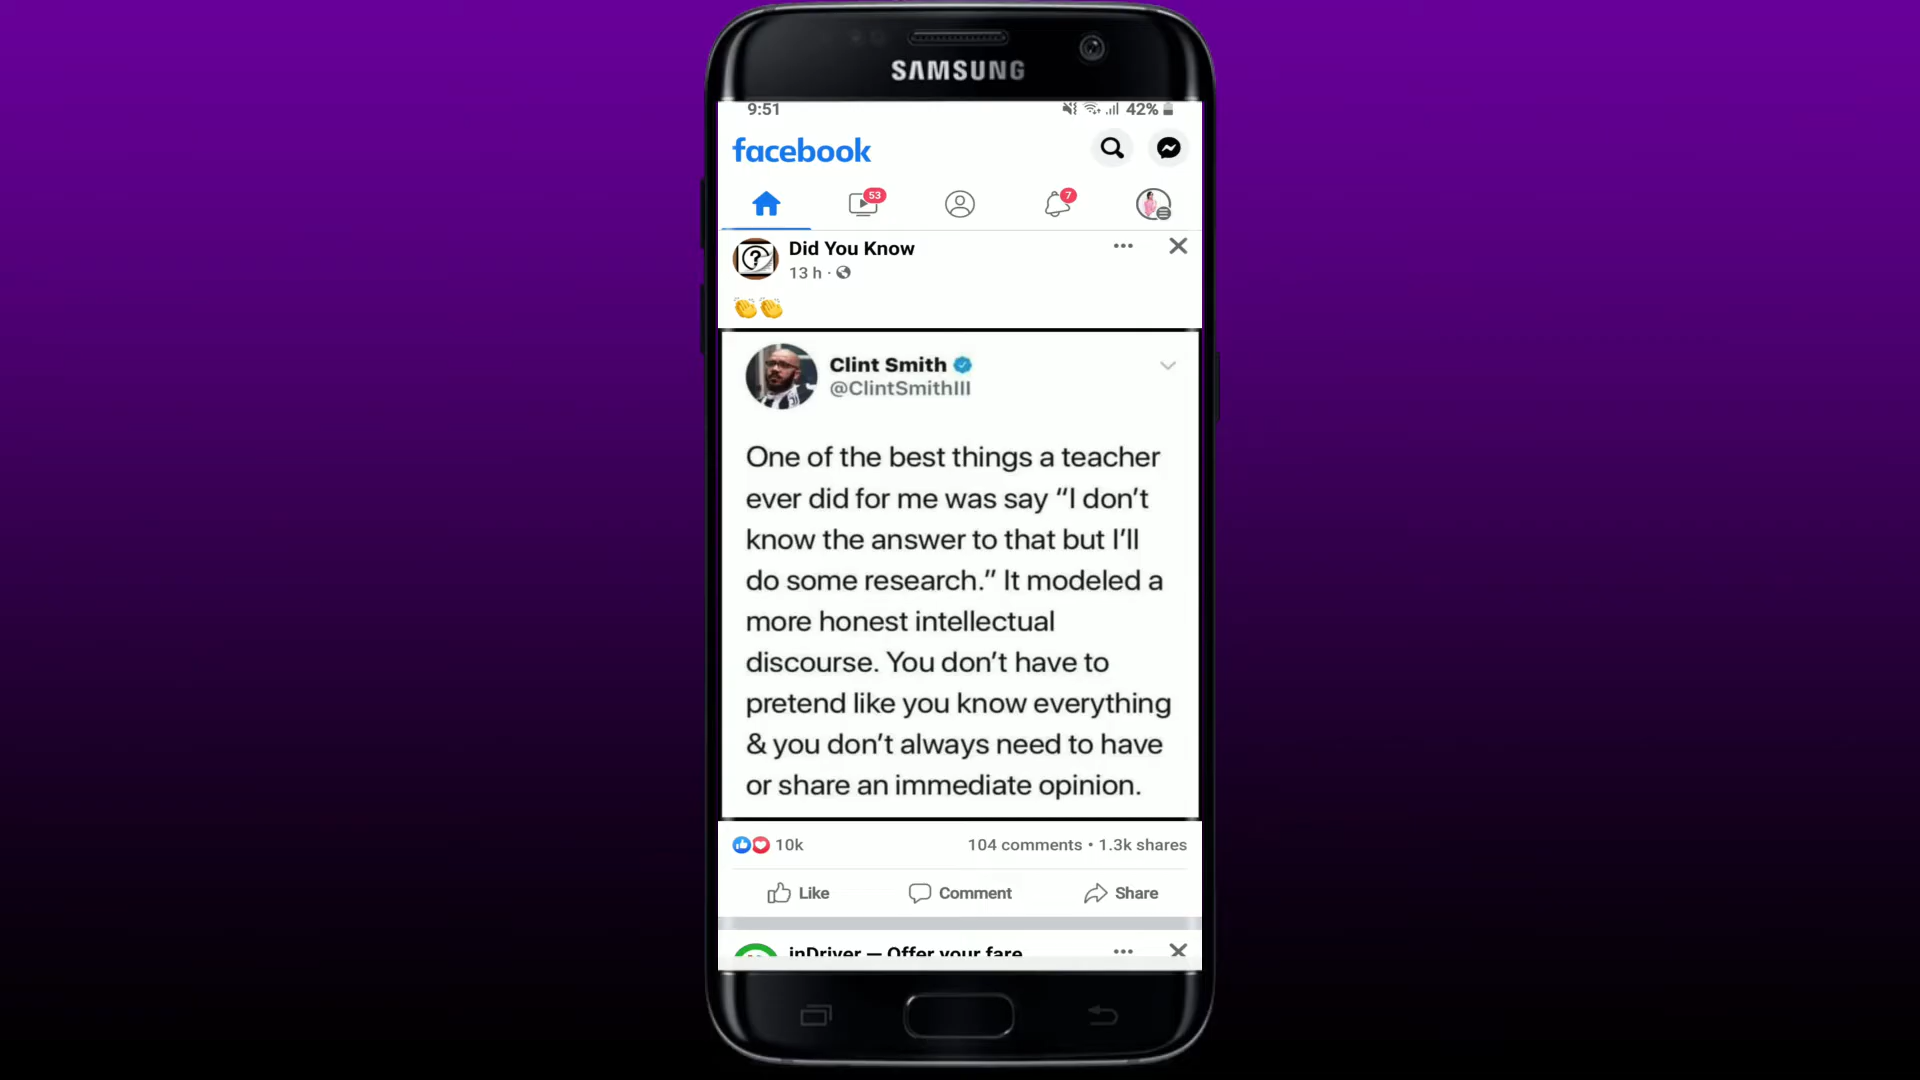 SAMSUNG
9:51
42%
facebook
53
7
Did You Know
13 h ·
👏👏
Clint Smith
@ClintSmithIII
One of the best things a teacher
ever did for me was say “I don’t
know the answer to that but I’ll
do some research.” It modeled a
more honest intellectual
discourse. You don’t have to
pretend like you know everything
& you don’t always need to have
or share an immediate opinion.
10k
104 comments • 1.3k shares
Like
Comment
Share
inDriver — Offer your fare